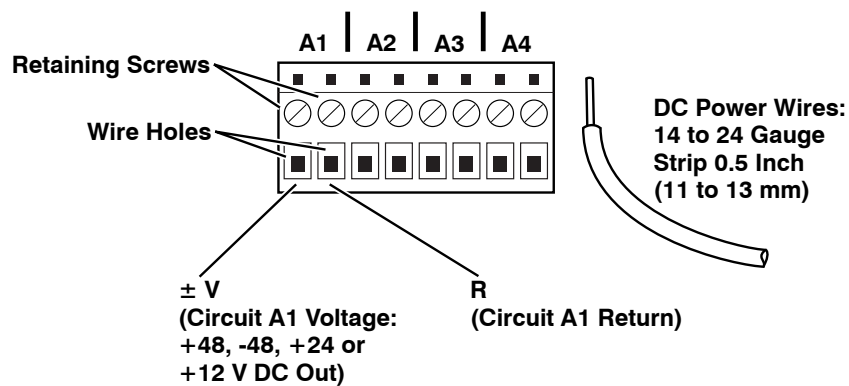 A1 A2 A3 A4
Retaining Screws
Wire Holes
DC Power Wires:
14 to 24 Gauge
Strip 0.5 Inch
(11 to 13 mm)
± V
(Circuit A1 Voltage:
+48, -48, +24 or
+12 V DC Out)
R
(Circuit A1 Return)